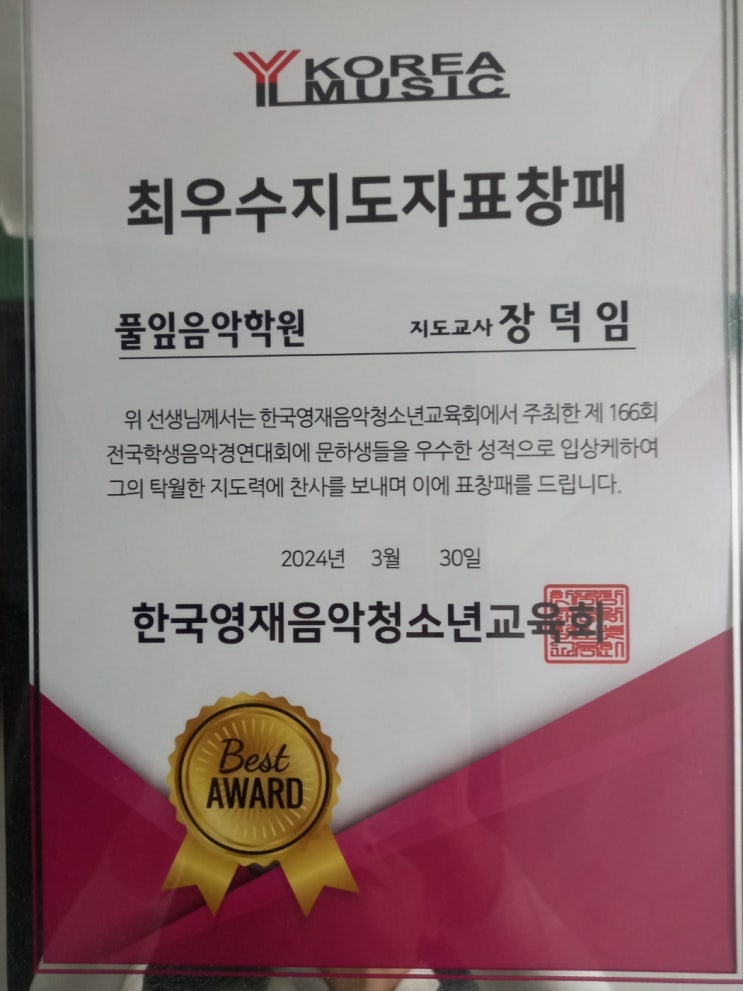 KOREA
MUSIC
최우수지도자표창패
풀잎음악학원 지도교사 장 덕 임
위 선생님께서는 한국영재음악청소년교육회에서 주최한 제 166회
전국학생음악경연대회에 문하생들을 우수한 성적으로 입상케하여
그의 탁월한 지도력에 찬사를 보내며 이에 표창패를 드립니다.
2024년 3월 30일
한국영재음악청소년교육회
Best
AWARD